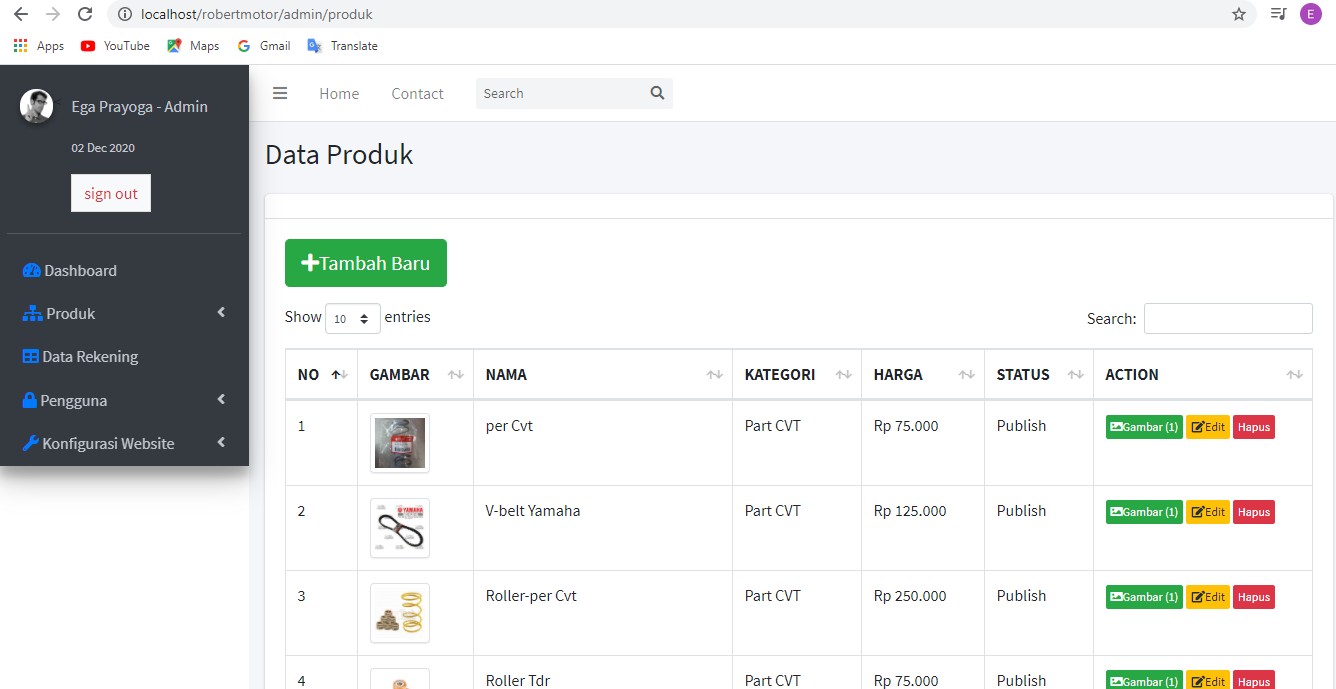 localhost/robertmotor/admin/produk
E
Apps YouTube Maps Gmail Translate
Ega Prayoga - Admin
02 Dec 2020
sign out
Dashboard
Produk
Data Rekening
Pengguna
Konfigurasi Website
Home Contact Search
Data Produk
Tambah Baru
Show 10 entries Search:
NO GAMBAR NAMA KATEGORI HARGA STATUS ACTION
1 per Cvt Part CVT Rp 75.000 Publish Gambar (1) Edit Hapus
YAMAHA
2 V-belt Yamaha Part CVT Rp 125.000 Publish Gambar (1) Edit Hapus
3 Roller-per Cvt Part CVT Rp 250.000 Publish Gambar (1) Edit Hapus
4 Roller Tdr Part CVT Rp 75.000 Publish Gambar (1) Edit Hapus